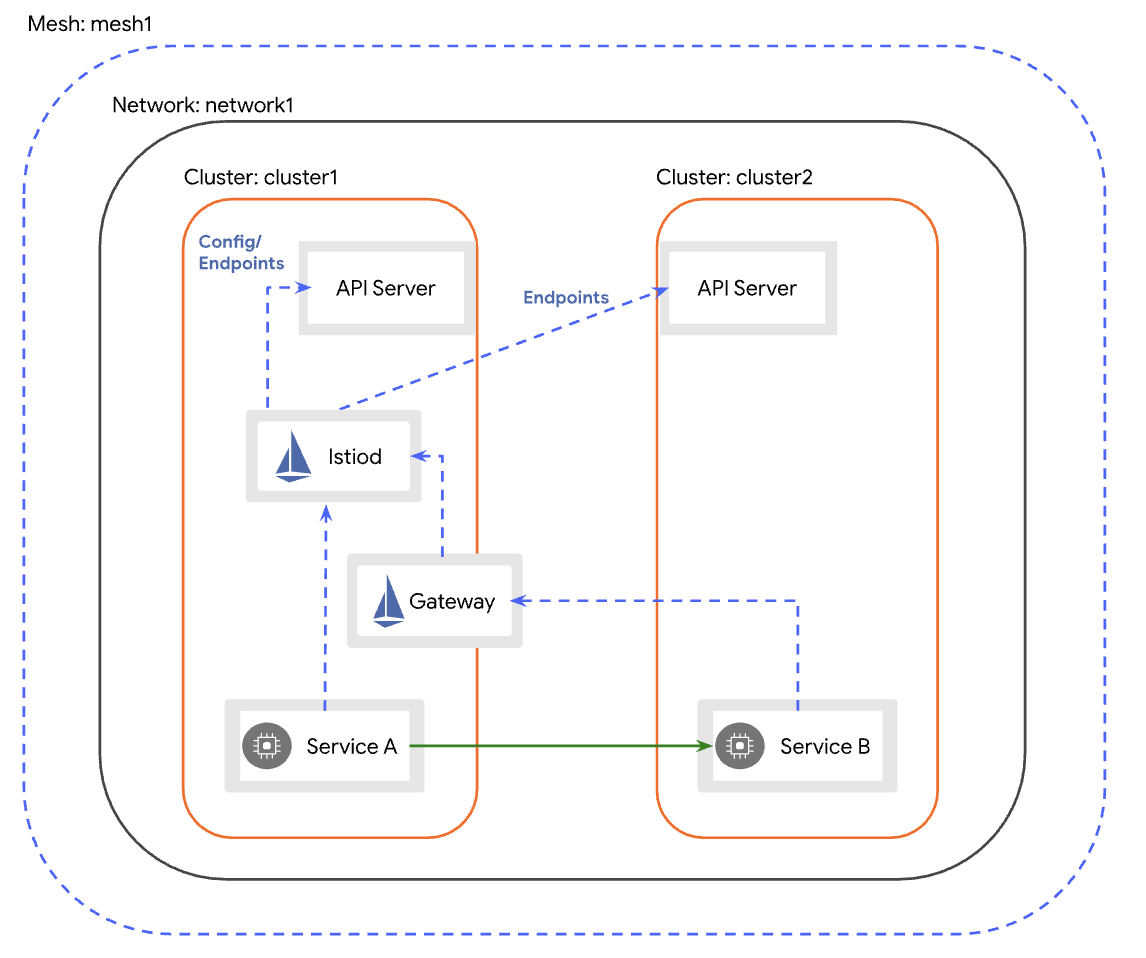 Mesh: mesh1
Network: network1
Cluster: cluster1
Cluster: cluster2
Config/
Endpoints
API Server
Endpoints
API Server
Istiod
Gateway
Service A
Service B